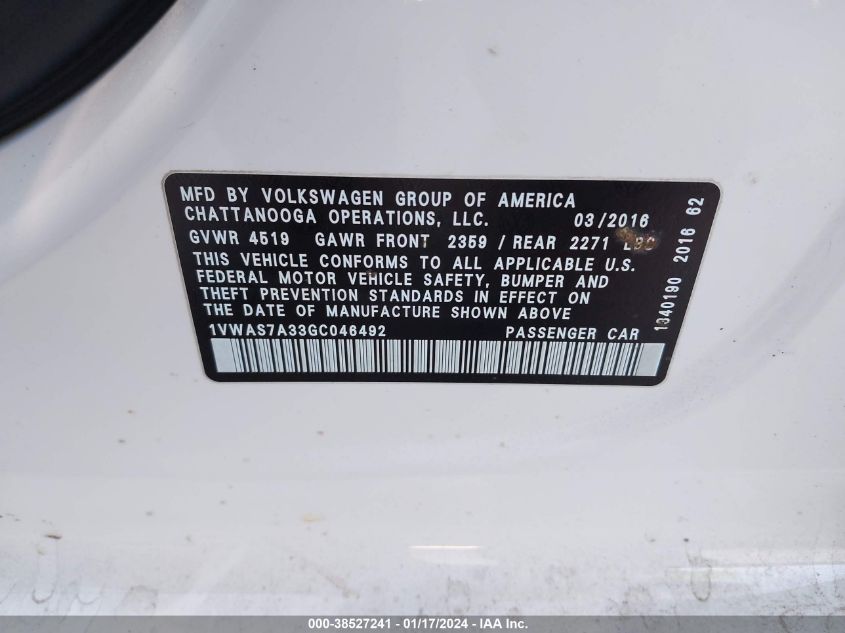 MFD BY VOLKSWAGEN GROUP OF AMERICA
CHATTANOOGA OPERATIONS, LLC. 03/2016
GVWR 4519 GAWR FRONT 2359 / REAR 2271
THIS VEHICLE CONFORMS TO ALL APPLICABLE U.S.
FEDERAL MOTOR VEHICLE SAFETY, BUMPER AND
THEFT PREVENTION STANDARDS IN EFFECT ON
THE DATE OF MANUFACTURE SHOWN ABOVE
1VWAS7A33GC046492 PASSENGER CAR
1340190 2016 62
000-38527241 - 01/17/2024 - IAA, Inc.